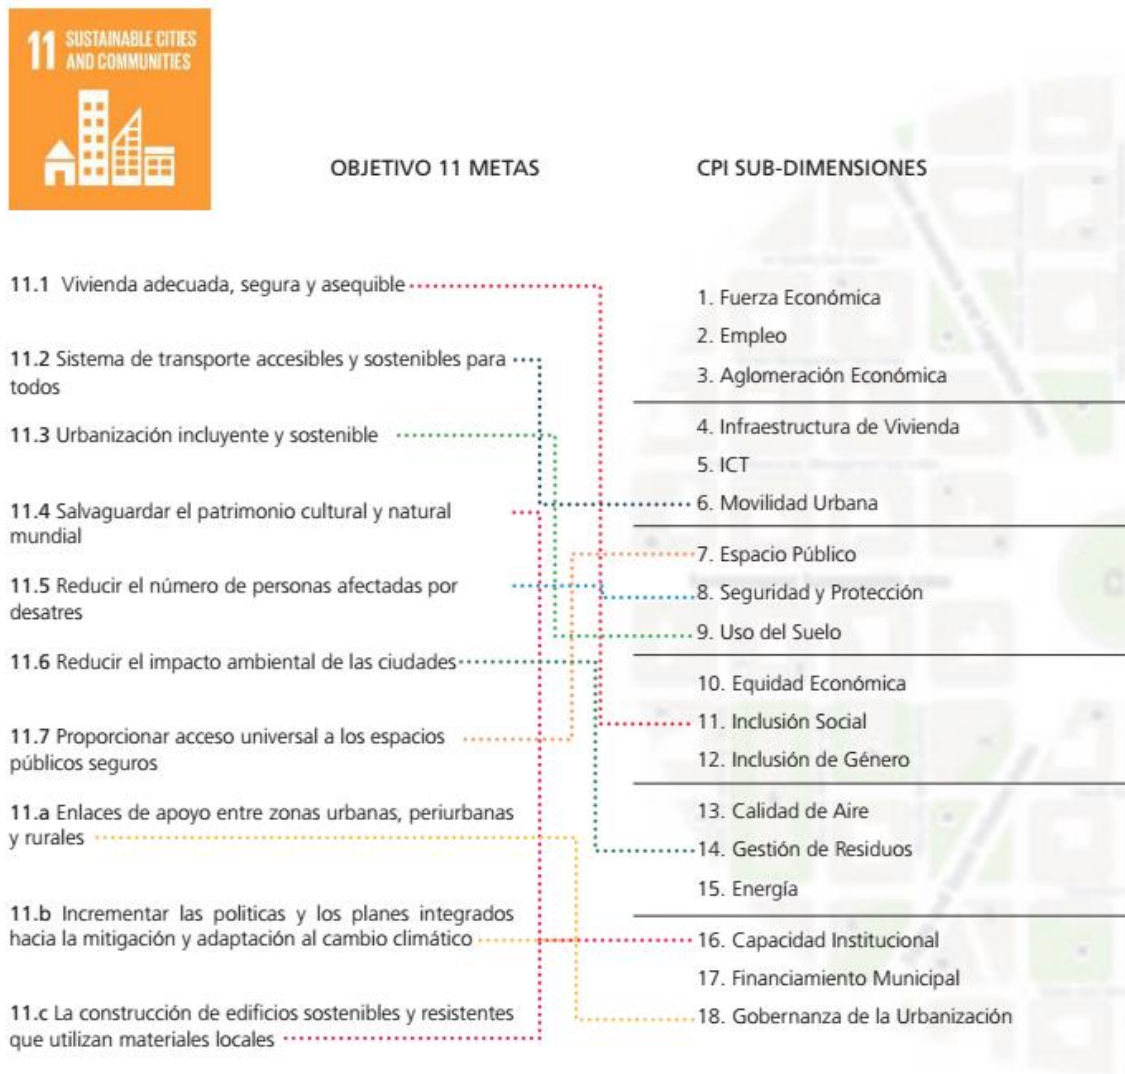 11 SUSTAINABLE CITIES
AND COMMUNITIES
OBJETIVO 11 METAS
CPI SUB-DIMENSIONES
11.1 Vivienda adecuada, segura y asequible
11.2 Sistema de transporte accesibles y sostenibles para
todos
11.3 Urbanización incluyente y sostenible
11.4 Salvaguardar el patrimonio cultural y natural
mundial
11.5 Reducir el número de personas afectadas por
desatres
11.6 Reducir el impacto ambiental de las ciudades
11.7 Proporcionar acceso universal a los espacios
públicos seguros
11.a Enlaces de apoyo entre zonas urbanas, periurbanas
y rurales
11.b Incrementar las politicas y los planes integrados
hacia la mitigación y adaptación al cambio climático
11.c La construcción de edificios sostenibles y resistentes
que utilizan materiales locales
1. Fuerza Económica
2. Empleo
3. Aglomeración Económica
4. Infraestructura de Vivienda
5. ICT
6. Movilidad Urbana
7. Espacio Público
8. Seguridad y Protección
9. Uso del Suelo
10. Equidad Económica
11. Inclusión Social
12. Inclusión de Género
13. Calidad de Aire
14. Gestión de Residuos
15. Energía
16. Capacidad Institucional
17. Financiamiento Municipal
18. Gobernanza de la Urbanización